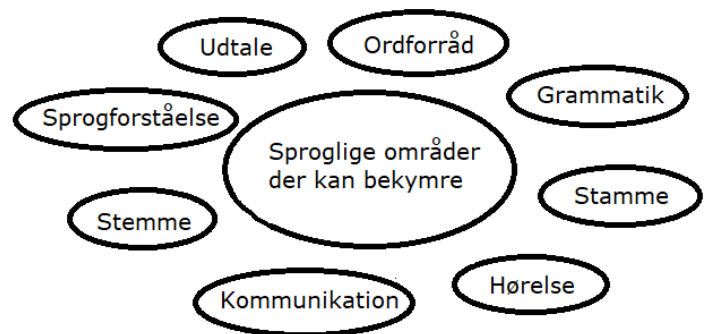 Udtale
Ordforråd
Grammatik
Sprogforståelse
Sproglige områder
der kan bekymre
Stamme
Stemme
Hørelse
Kommunikation